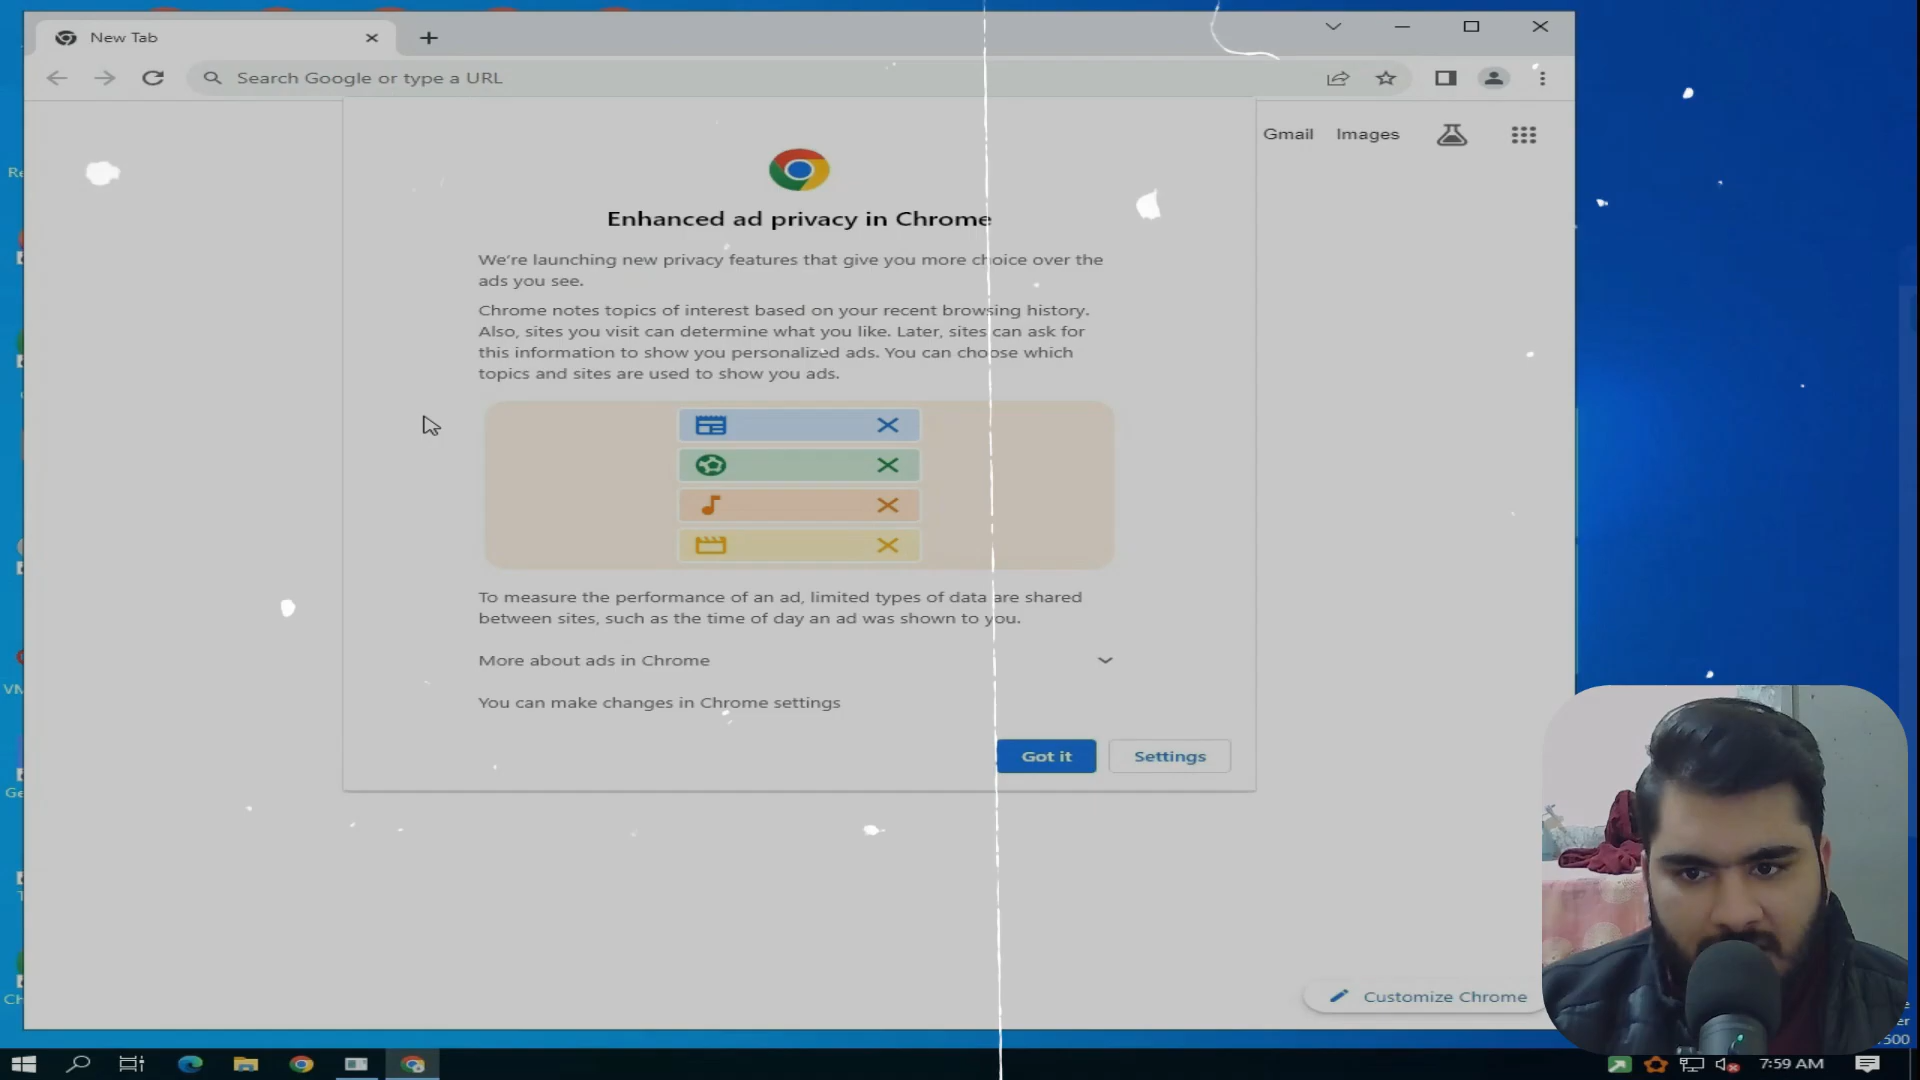 New Tab
Search Google or type a URL
Gmail Images
Enhanced ad privacy in Chrome
We're launching new privacy features that give you more choice over the
ads you see.
Chrome notes topics of interest based on your recent browsing history.
Also, sites you visit can determine what you like. Later, sites can ask for
this information to show you personalized ads. You can choose which
topics and sites are used to show you ads.
To measure the performance of an ad, limited types of data are shared
between sites, such as the time of day an ad was shown to you.
More about ads in Chrome
You can make changes in Chrome settings
Got it Settings
Customize Chrome
7:59 AM